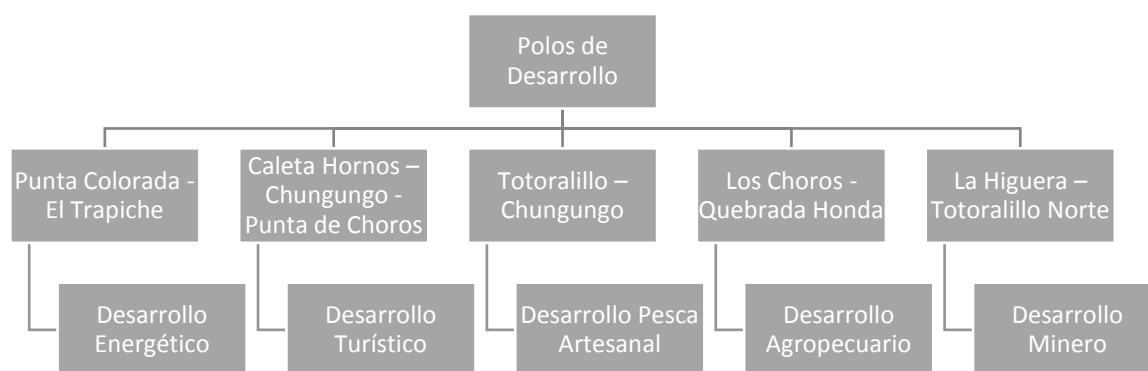 Polos de
Desarrollo
Punta Colorada -
El Trapiche
Caleta Hornos –
Chungungo -
Punta de Choros
Totoralillo –
Chungungo
Los Choros -
Quebrada Honda
La Higuera –
Totoralillo Norte
Desarrollo
Energético
Desarrollo
Turístico
Desarrollo Pesca
Artesanal
Desarrollo
Agropecuario
Desarrollo
Minero